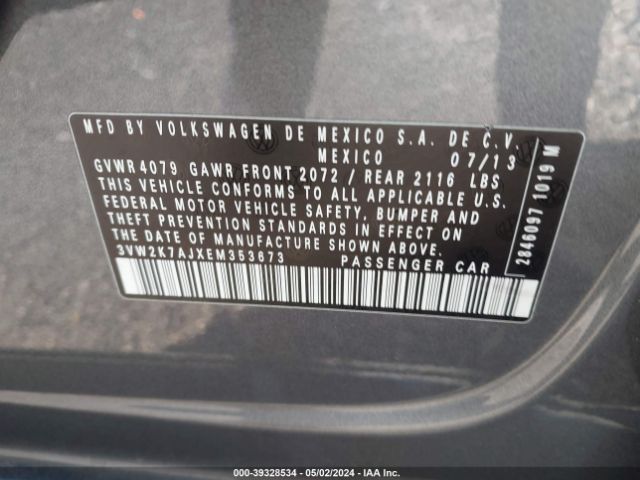 MFD BY VOLKSWAGEN DE MEXICO S.A. DE C.V.
MEXICO 07/13
GVWR 4079 GAWR FRONT 2072 / REAR 2116 LBS
THIS VEHICLE CONFORMS TO ALL APPLICABLE U.S.
FEDERAL MOTOR VEHICLE SAFETY, BUMPER AND
THEFT PREVENTION STANDARDS IN EFFECT ON
THE DATE OF MANUFACTURE SHOWN ABOVE
3VW2K7AJXEM353673 PASSENGER CAR
2846097 1019 M
000-39328534 - 05/02/2024 - IAA Inc.